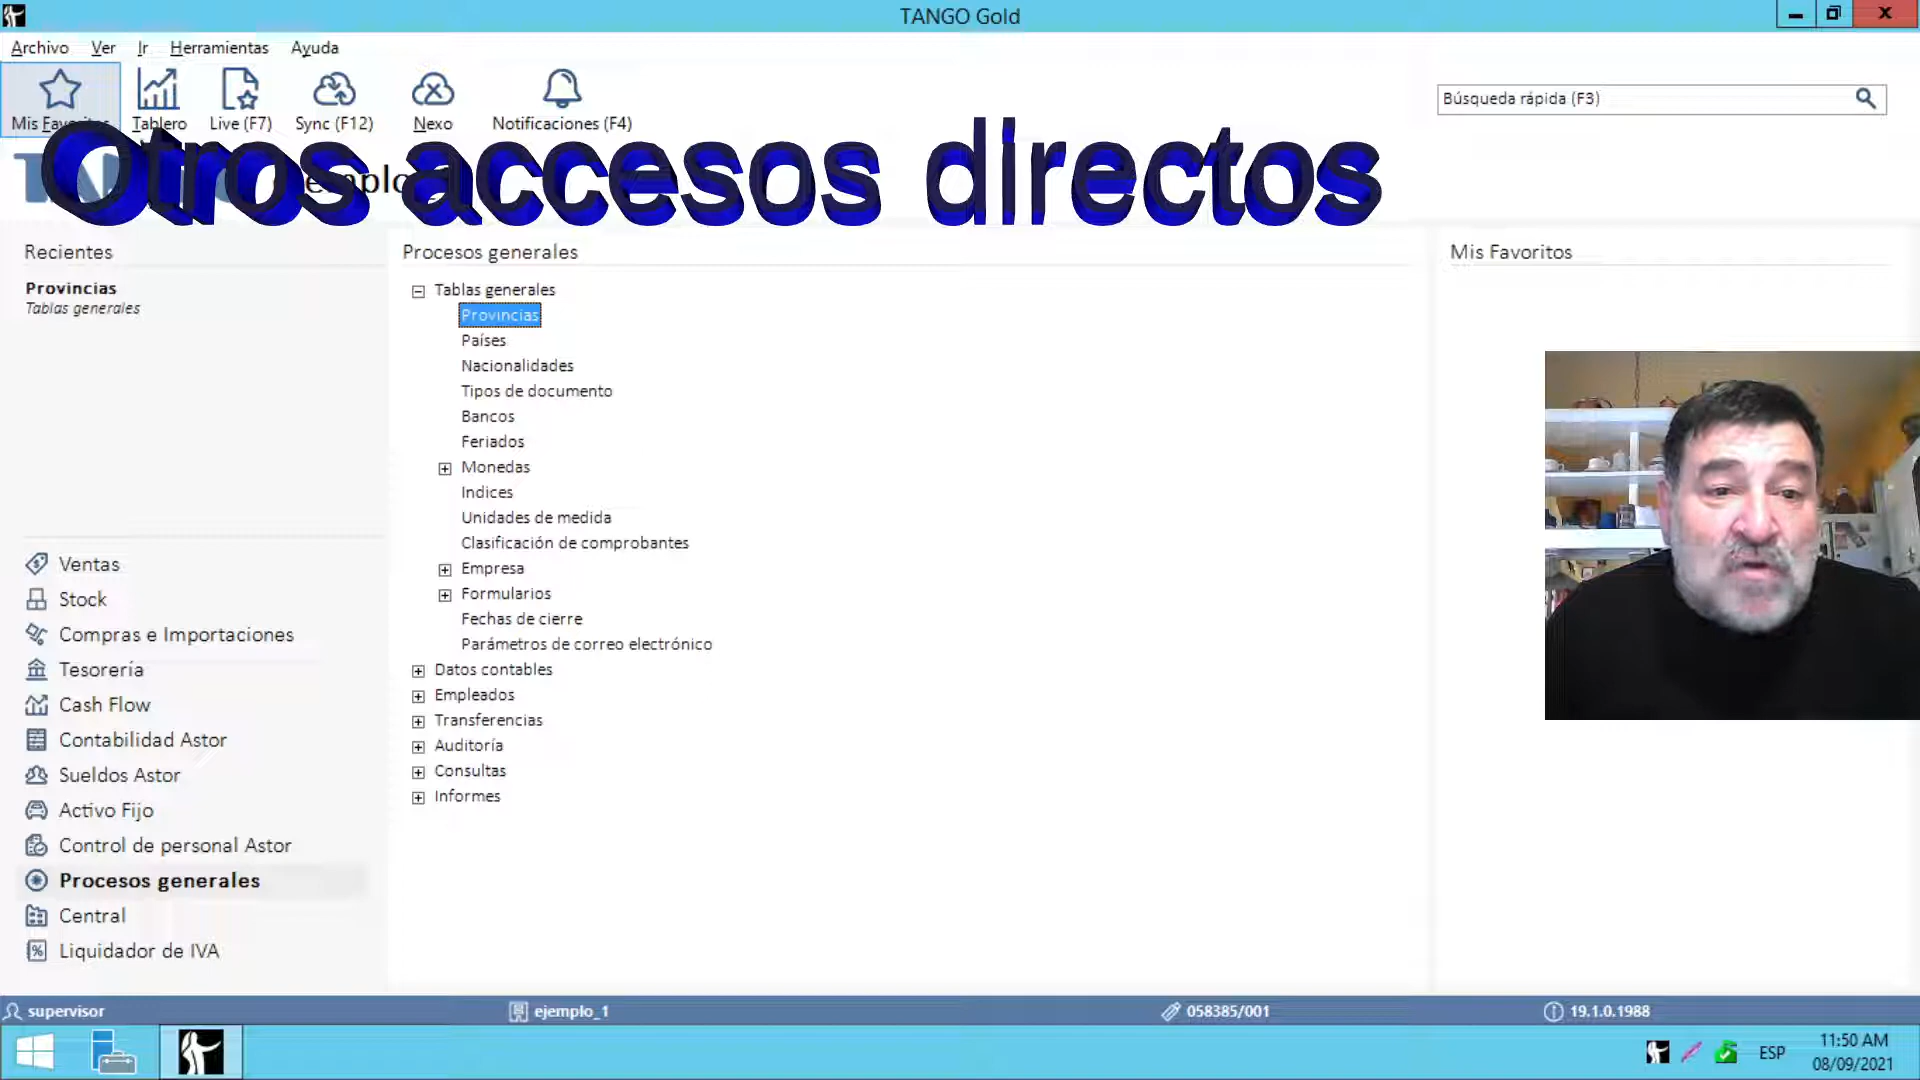 TANGO Gold
Archivo Ver Ir Herramientas Ayuda
Mis Favoritos Tablero Live (F7) Sync (F12) Nexo Notificaciones (F4)
Búsqueda rápida (F3)
Otros accesos directos
Recientes
Provincias
Tablas generales
Ventas
Stock
Compras e Importaciones
Tesorería
Cash Flow
Contabilidad Astor
Sueldos Astor
Activo Fijo
Control de personal Astor
Procesos generales
Central
Liquidador de IVA
Procesos generales
Tablas generales
Provincias
Países
Nacionalidades
Tipos de documento
Bancos
Feriados
Monedas
Indices
Unidades de medida
Clasificación de comprobantes
Empresa
Formularios
Fechas de cierre
Parámetros de correo electrónico
Datos contables
Empleados
Transferencias
Auditoría
Consultas
Informes
Mis Favoritos
supervisor ejemplo_1 058385/001 19.1.0.1988
ESP 11:50 AM
08/09/2021